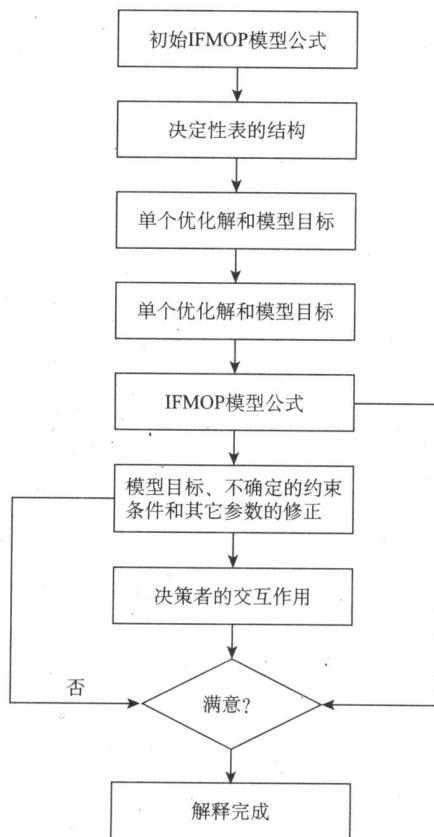 初始IFMOP模型公式
决定性表的结构
单个优化解和模型目标
单个优化解和模型目标
IFMOP模型公式
模型目标、不确定的约束
条件和其它参数的修正
决策者的交互作用
否
满意?
解释完成